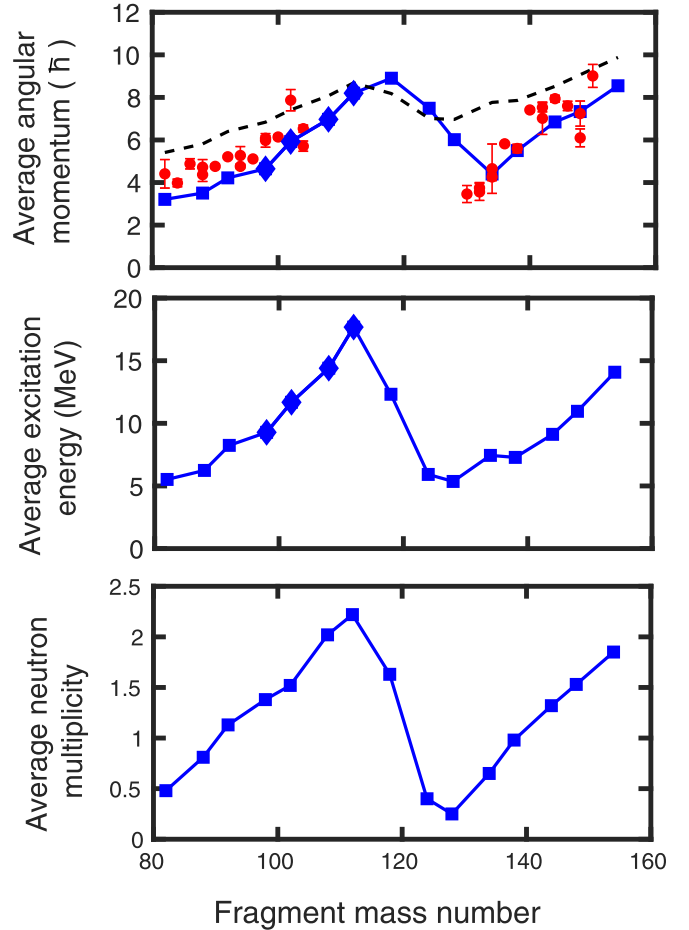 Average angular
momentum ( ℏ )
12
10
8
6
4
2
0
Average excitation
energy (MeV)
20
15
10
5
0
Average neutron
multiplicity
2.5
2
1.5
1
0.5
0
80 100 120 140 160
Fragment mass number